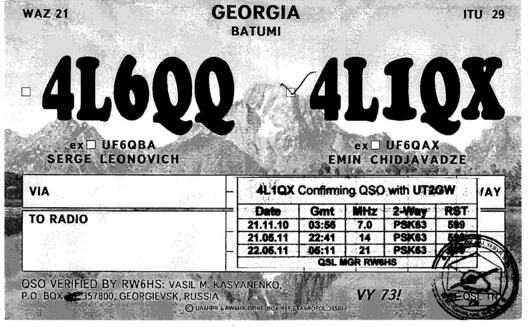 WAZ 21
GEORGIA
ITU 29
BATUMI
4L6QQ 4L1QX
ex UF6QBA ex UF6QAX
SERGE LEONOVICH EMIN CHIDJAVADZE
VIA
4L1QX Confirming QSO with UT2GW
TO RADIO
Date Gmt MHz 2-Way RST
21.11.10 03:56 7.0 PSK63 599
21.05.11 22:41 14 PSK63
22.05.11 05:11 21 PSK63
QSL MGR RW6HS
QSO VERIFIED BY RW6HS: VASIL M. KASYANENKO,
P.O. BOX 357800, GEORGIEVSK, RUSSIA
VY 73!